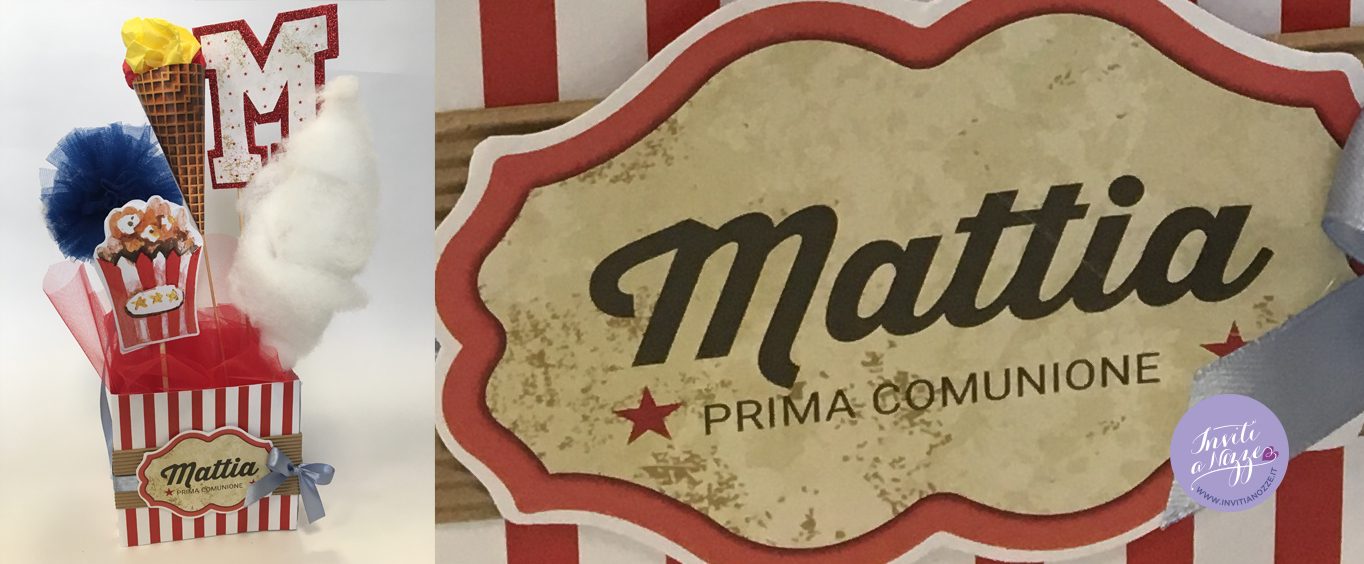 M
Mattia
PRIMA COMUNIONE
Mattia
PRIMA COMUNIONE
Inviti
a Nozze
WWW.INVITIANOZZE.IT